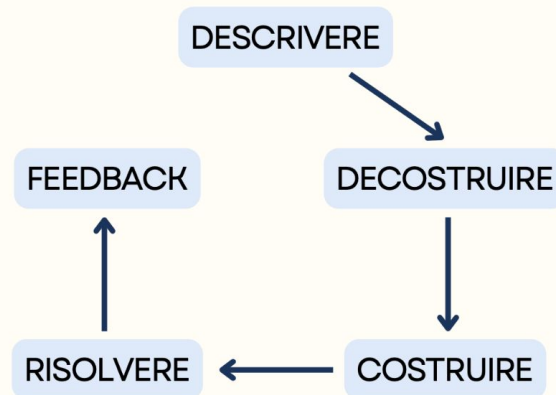 DESCRIVERE
DECOSTRUIRE
COSTRUIRE
RISOLVERE
FEEDBACK